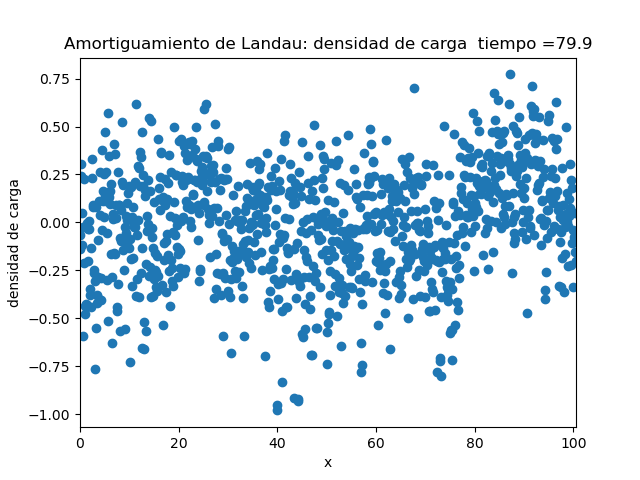 Amortiguamiento de Landau: densidad de carga  tiempo =79.9
0.75
0.50
0.25
0.00
−0.25
−0.50
−0.75
−1.00
densidad de carga
0 20 40 60 80 100
x